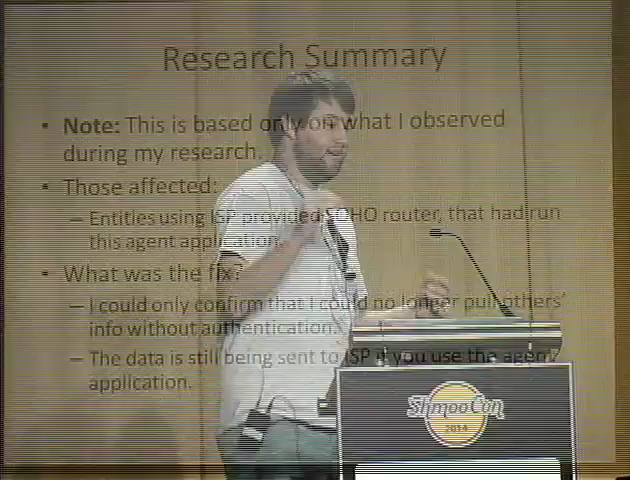 Research Summary
• Note: This is based only on what I observed
during my research.
• Those affected:
– Entities using ISP provided SOHO router, that had run
this agent application.
• What was the fix?
– I could only confirm that I could no longer pull others'
info without authentication.
– The data is still being sent to ISP if you use the agent
application.
ShmooCon
2014